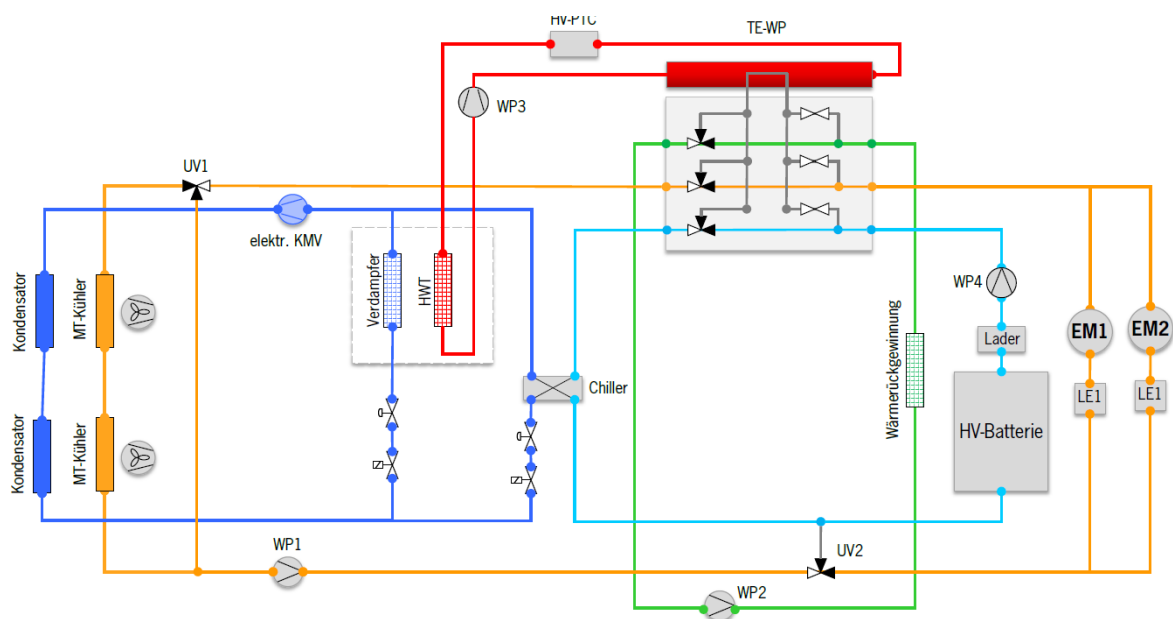 HV-PTC
TE-WP
WP3
UV1
elektr. KMV
Kondensator
MT-Kühler
Verdampfer
HWT
WP4
Lader
EM1
EM2
Chiller
Wärmerückgewinnung
LE1
LE1
HV-Batterie
Kondensator
MT-Kühler
WP1
UV2
WP2